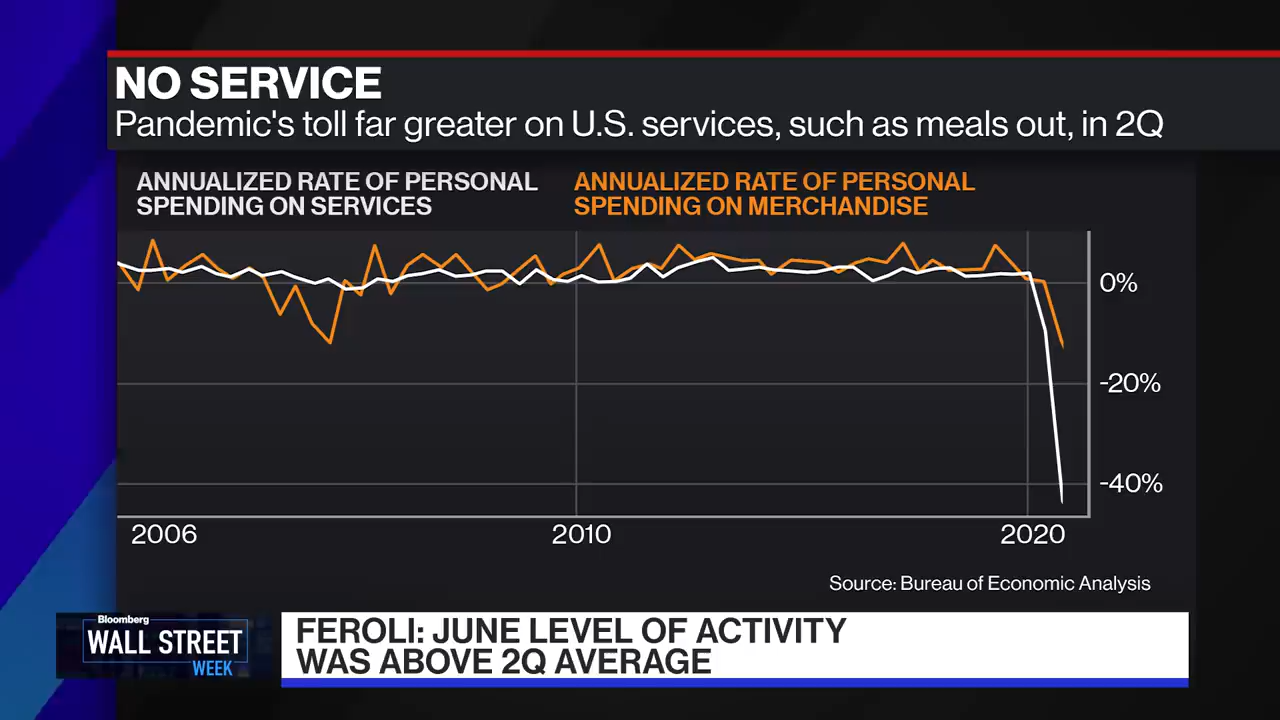 NO SERVICE
Pandemic's toll far greater on U.S. services, such as meals out, in 2Q
ANNUALIZED RATE OF PERSONAL
SPENDING ON SERVICES
ANNUALIZED RATE OF PERSONAL
SPENDING ON MERCHANDISE
0%
-20%
-40%
2006
2010
2020
Source: Bureau of Economic Analysis
Bloomberg
WALL STREET
WEEK
FEROLI: JUNE LEVEL OF ACTIVITY
WAS ABOVE 2Q AVERAGE